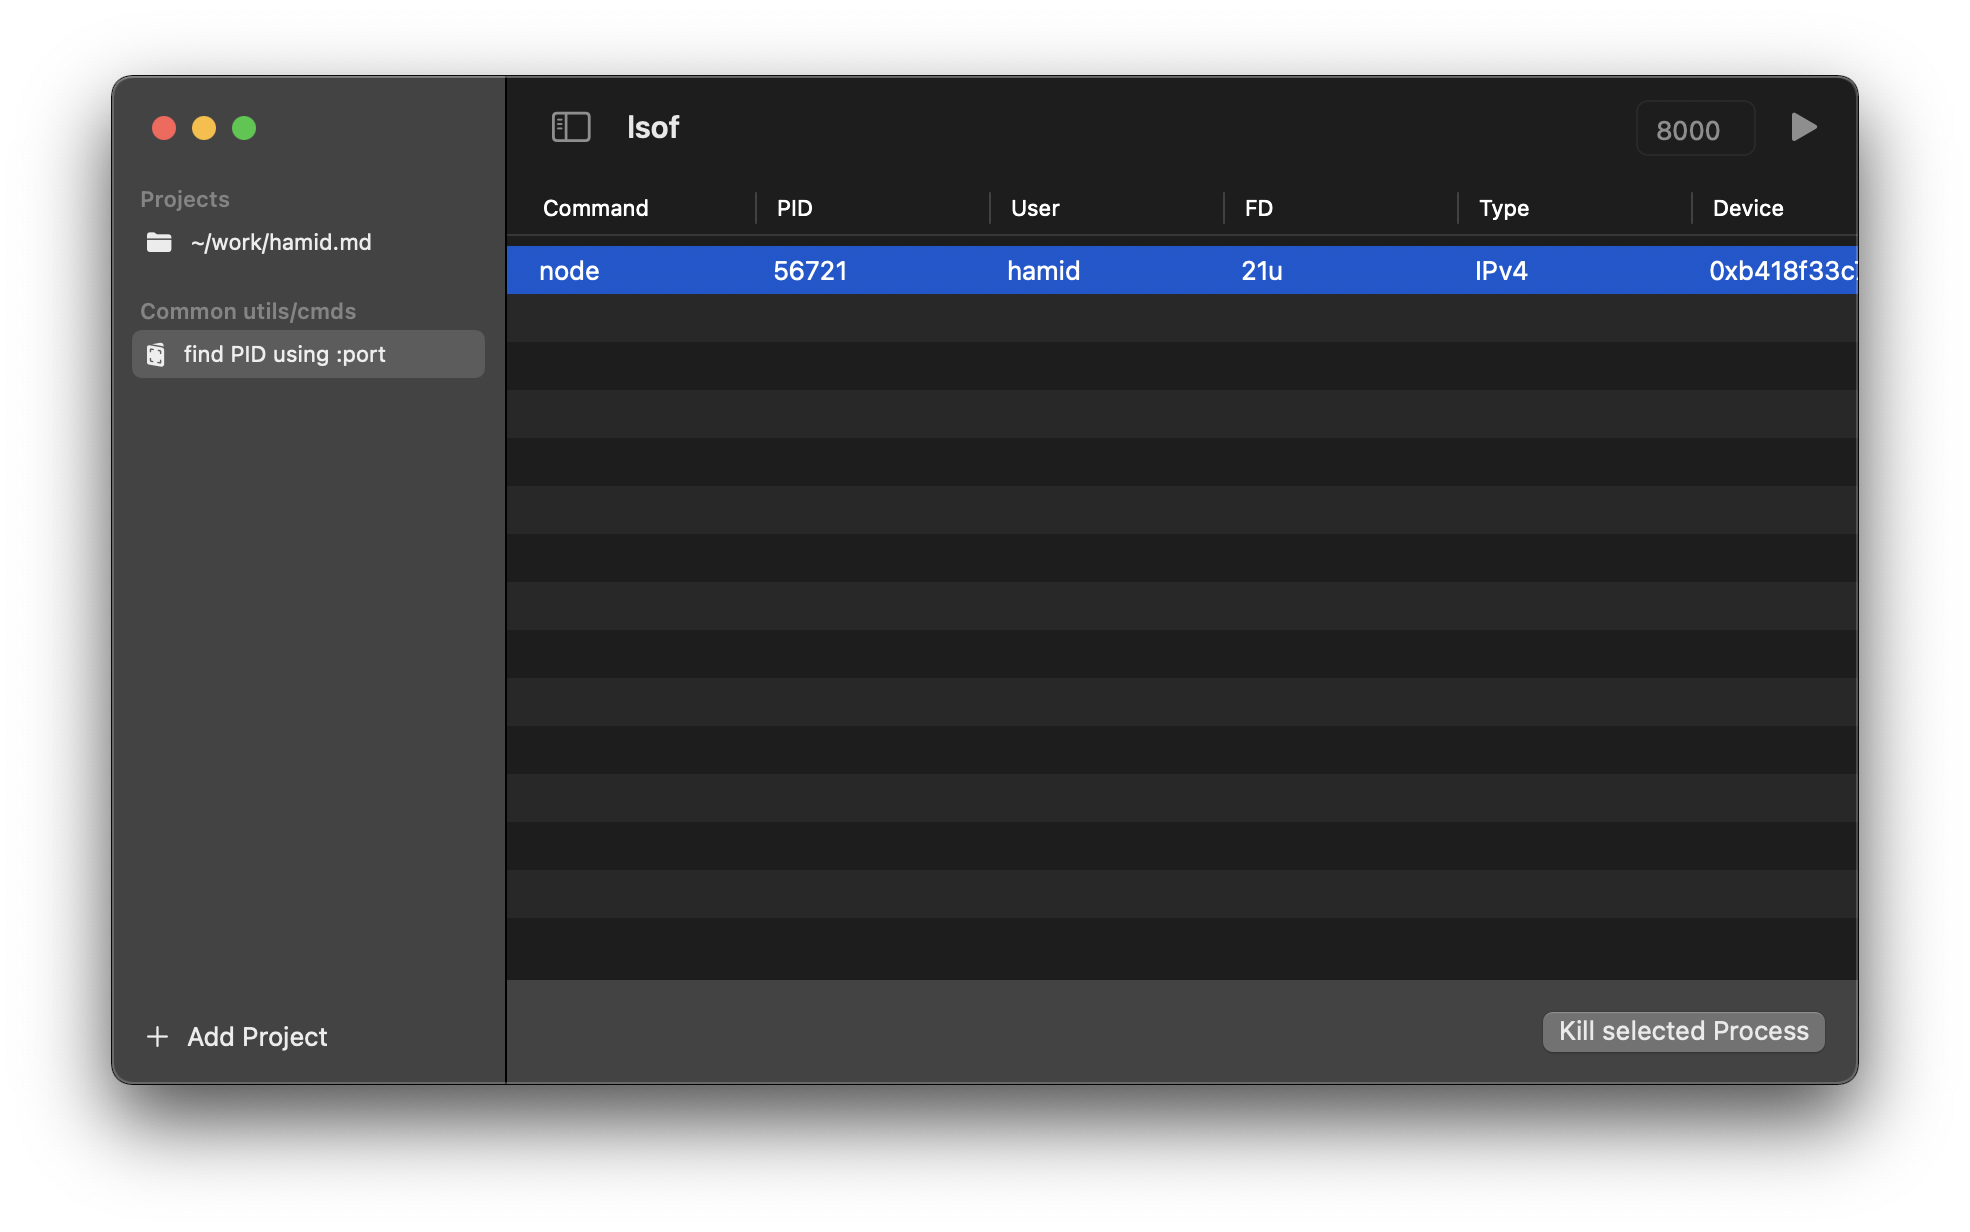 Projects
~/work/hamid.md
Common utils/cmds
find PID using :port
Add Project
lsof
8000
Command PID User FD Type Device
node 56721 hamid 21u IPv4 0xb418f33c
Kill selected Process